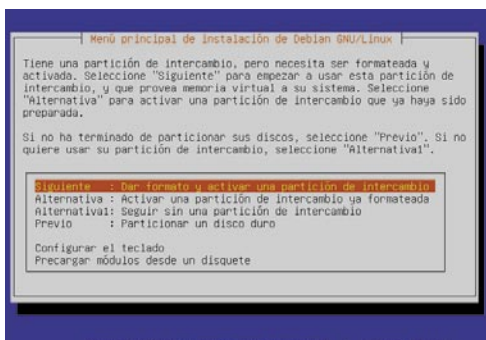 Menú principal de instalación de Debian GNU/Linux
Tiene una partición de intercambio, pero necesita ser formateada y
activada. Seleccione "Siguiente" para empezar a usar esta partición de
intercambio, y que provea memoria virtual a su sistema. Seleccione
"Alternativa" para activar una partición de intercambio que ya haya sido
preparada.
Si no ha terminado de particionar sus discos, seleccione "Previo". Si no
quiere usar su partición de intercambio, seleccione "Alternativa1".
Siguiente : Dar formato y activar una partición de intercambio
Alternativa : Activar una partición de intercambio ya formateada
Alternativa1: Seguir sin una partición de intercambio
Previo : Particionar un disco duro
Configurar el teclado
Precargar módulos desde un disquete